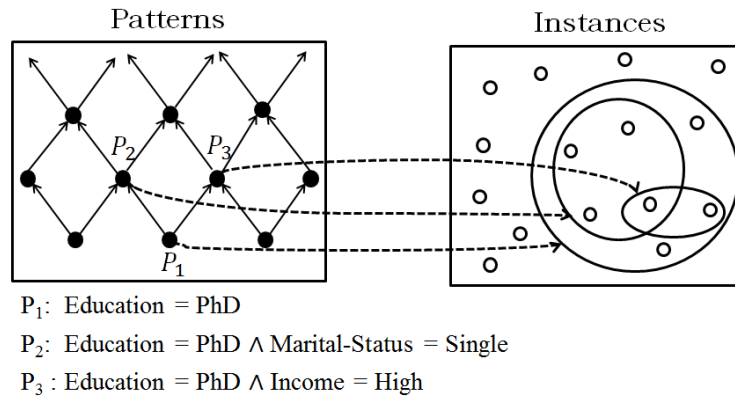 Patterns
Instances
P₂
P₃
P₁
P₁: Education = PhD
P₂: Education = PhD ∧ Marital-Status = Single
P₃ : Education = PhD ∧ Income = High